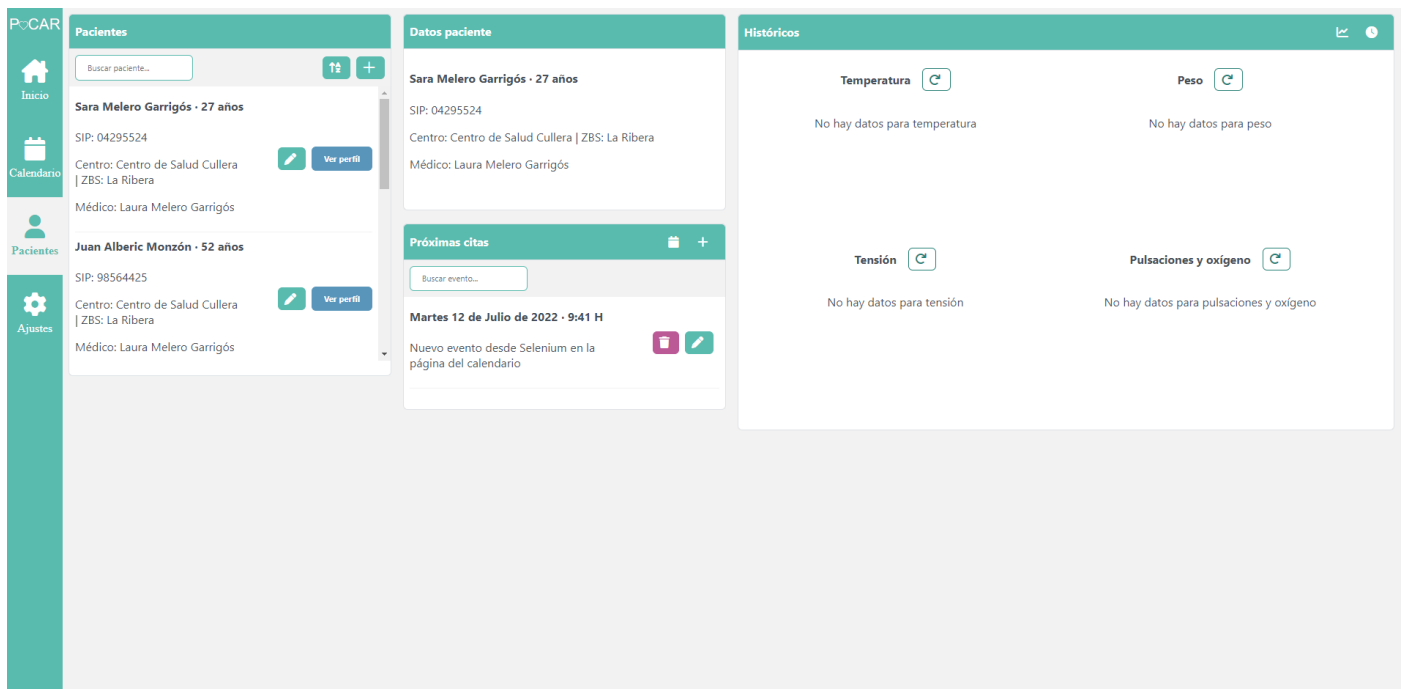 P♡CAR
Inicio
Calendario
Pacientes
Ajustes
Pacientes
Buscar paciente...
Sara Melero Garrigós · 27 años
SIP: 04295524
Centro: Centro de Salud Cullera
| ZBS: La Ribera
Médico: Laura Melero Garrigós
Ver perfil
Juan Alberic Monzón · 52 años
SIP: 98564425
Centro: Centro de Salud Cullera
| ZBS: La Ribera
Médico: Laura Melero Garrigós
Ver perfil
Datos paciente
Sara Melero Garrigós · 27 años
SIP: 04295524
Centro: Centro de Salud Cullera | ZBS: La Ribera
Médico: Laura Melero Garrigós
Próximas citas
Buscar evento...
Martes 12 de Julio de 2022 · 9:41 H
Nuevo evento desde Selenium en la
página del calendario
Históricos
Temperatura
No hay datos para temperatura
Peso
No hay datos para peso
Tensión
No hay datos para tensión
Pulsaciones y oxígeno
No hay datos para pulsaciones y oxígeno